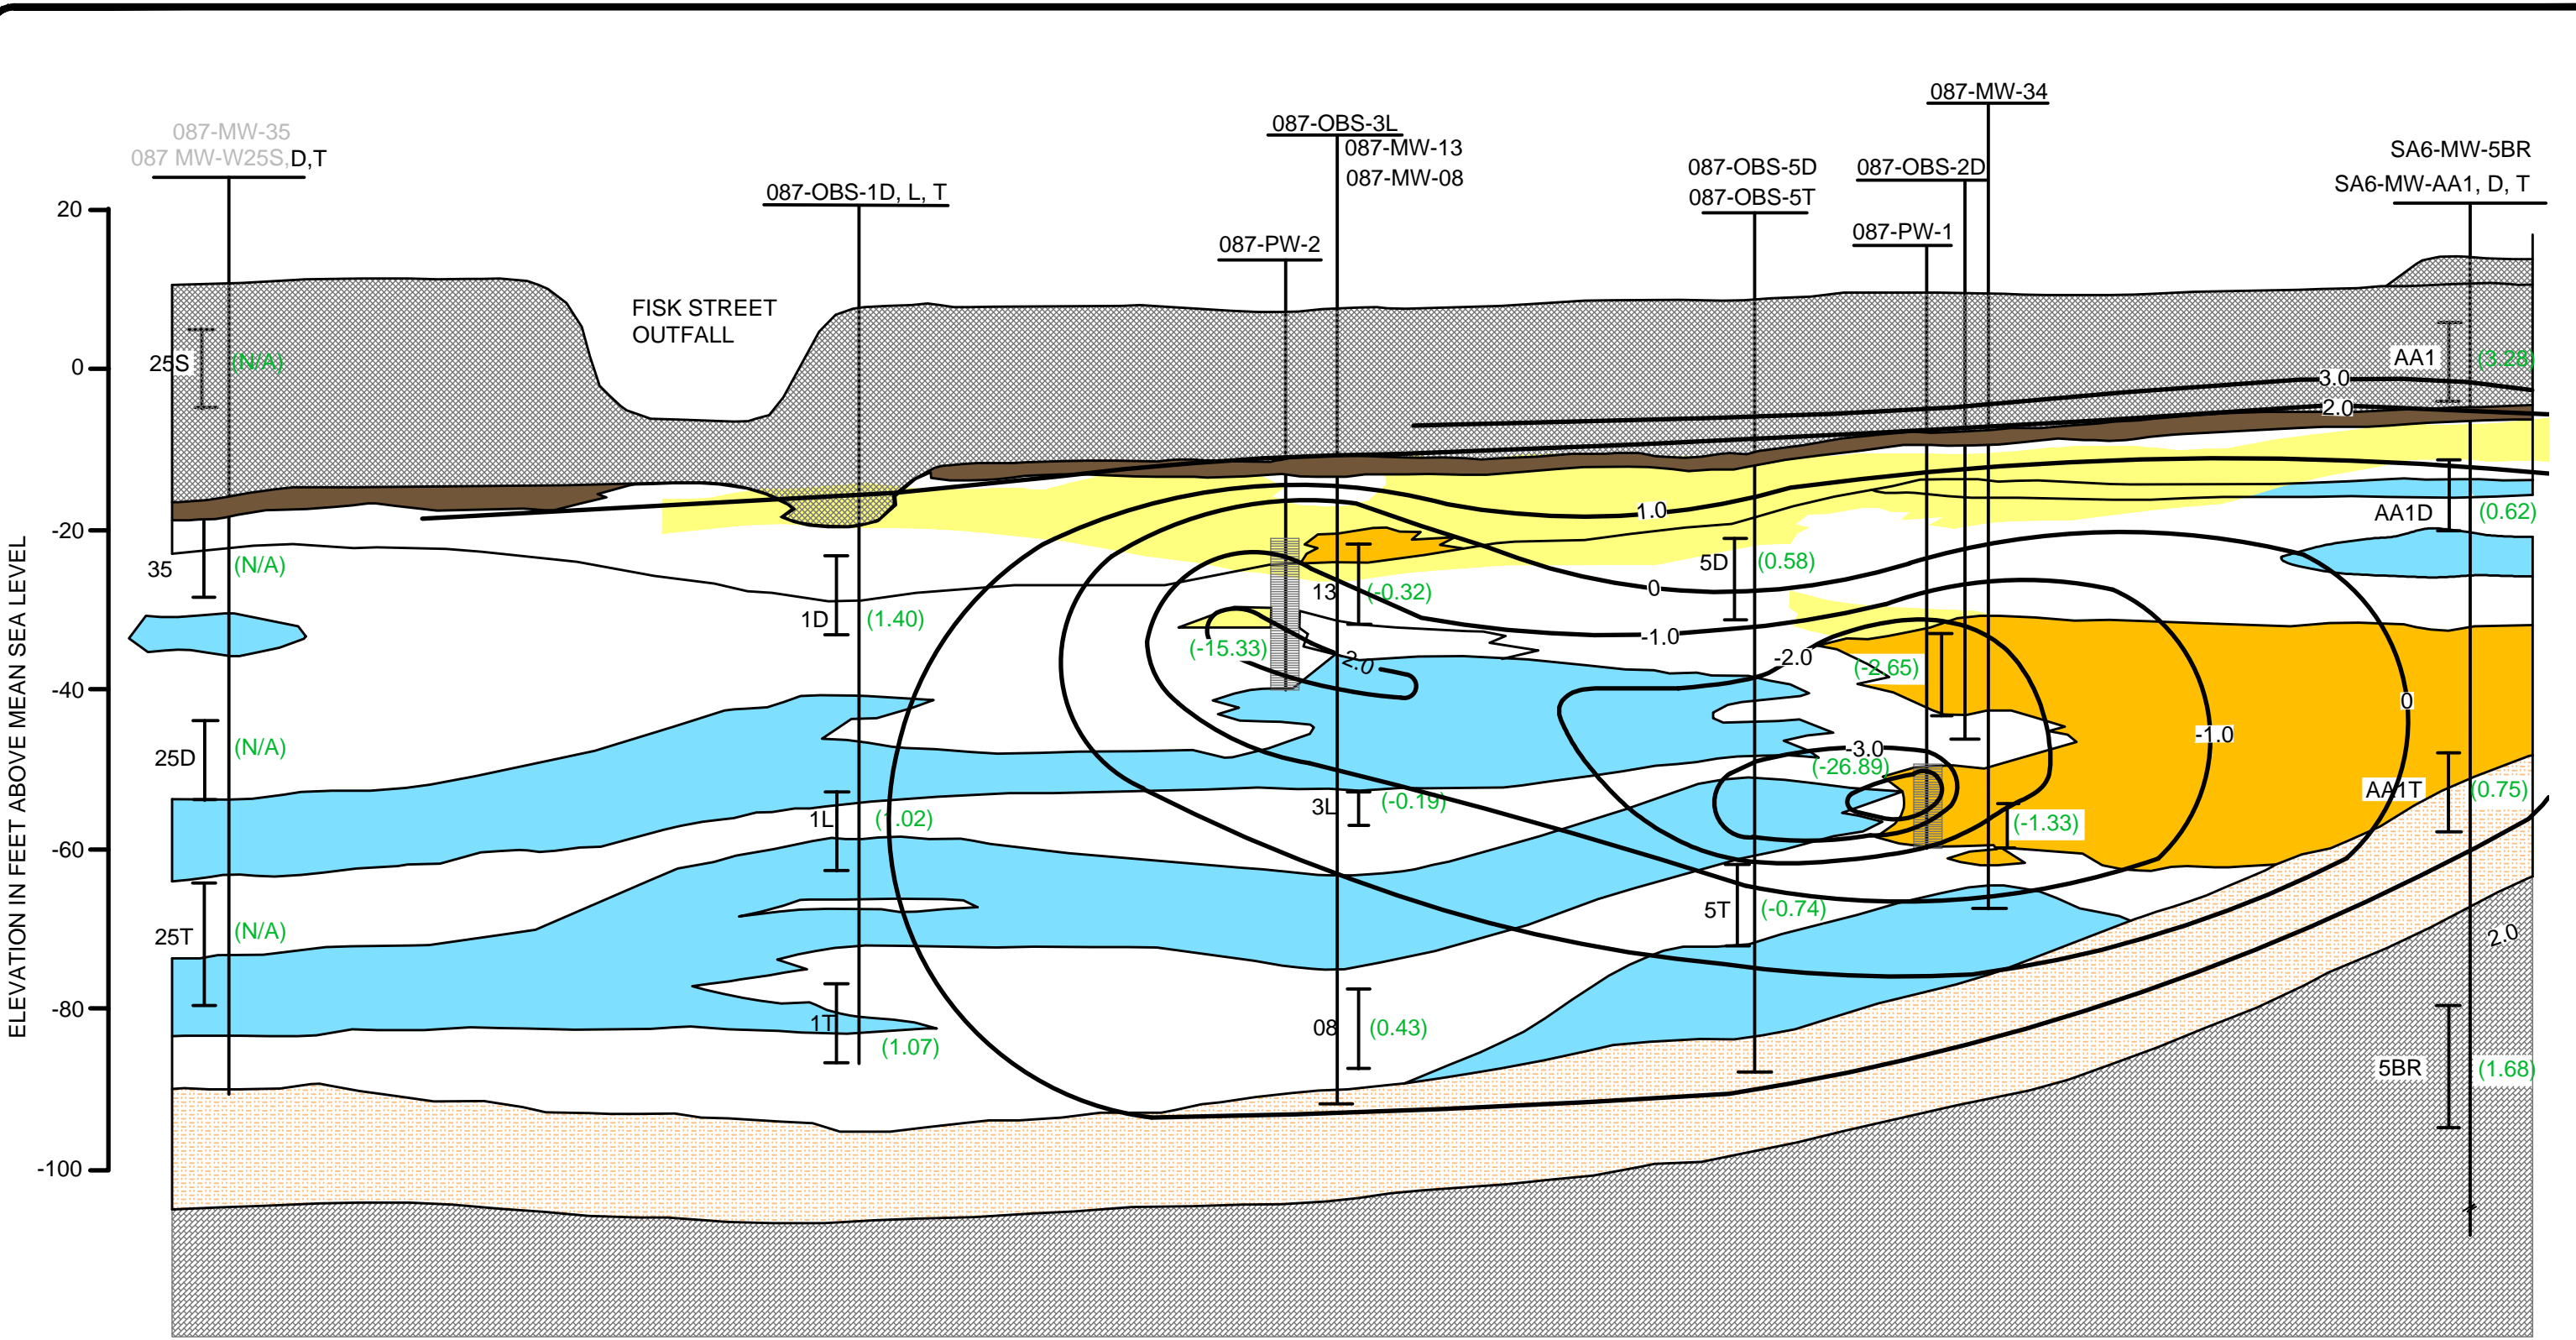 087-MW-34
087-OBS-3L
087-MW-13
087-MW-08
087-MW-35
087 MW-W25S,D,T
087-OBS-1D, L, T
087-OBS-5D
087-OBS-5T
087-OBS-2D
SA6-MW-5BR
SA6-MW-AA1, D, T
087-PW-2
087-PW-1
20
0
-20
-40
-60
-80
-100
ELEVATION IN FEET ABOVE MEAN SEA LEVEL
FISK STREET
OUTFALL
25S
(N/A)
35
(N/A)
25D
(N/A)
25T
(N/A)
1D
(1.40)
1L
(1.02)
1T
(1.07)
(-15.33)
13
(-0.32)
3L
(-0.19)
08
(0.43)
5D
(0.58)
5T
(-0.74)
(-2.65)
(-26.89)
(-1.33)
AA1
(3.28)
AA1D
(0.62)
AA1T
(0.75)
5BR
(1.68)
3.0
2.0
1.0
0
-1.0
-2.0
-2.0
-3.0
-1.0
0
2.0